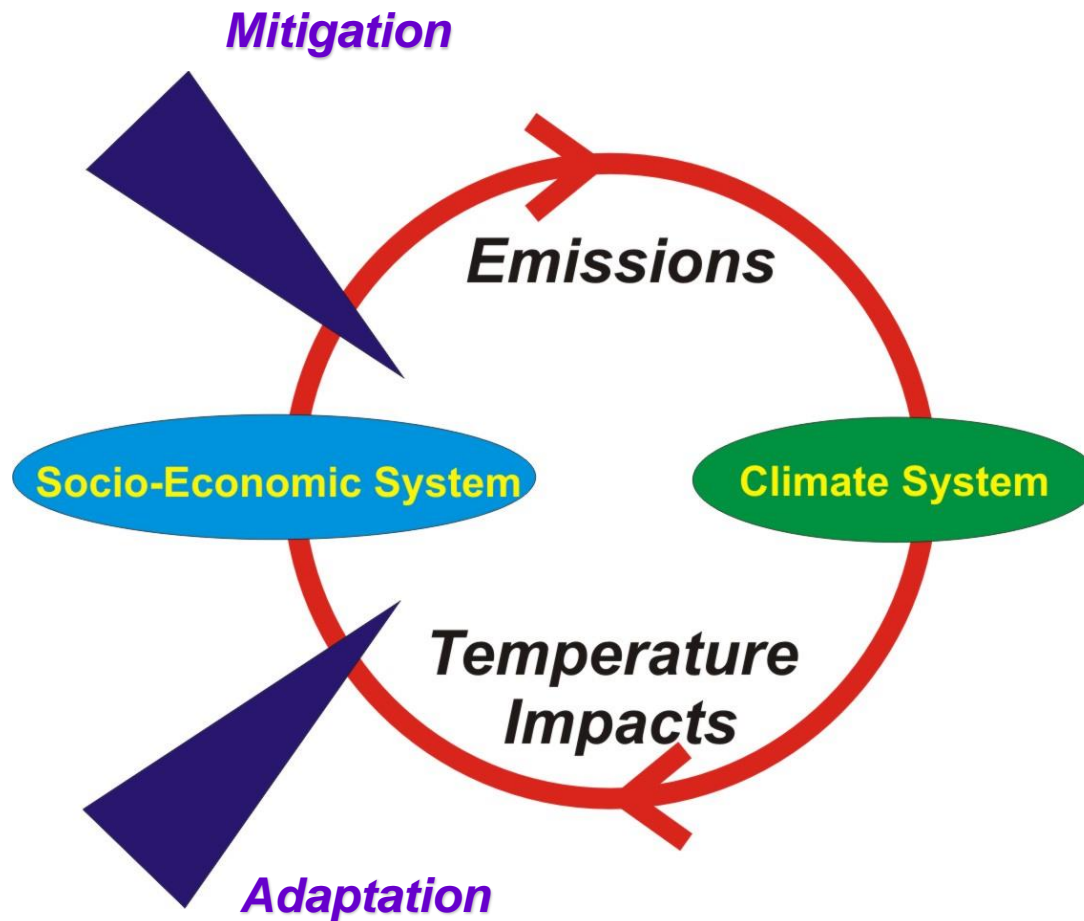 Mitigation
Emissions
Socio-Economic System
Climate System
Temperature
Impacts
Adaptation